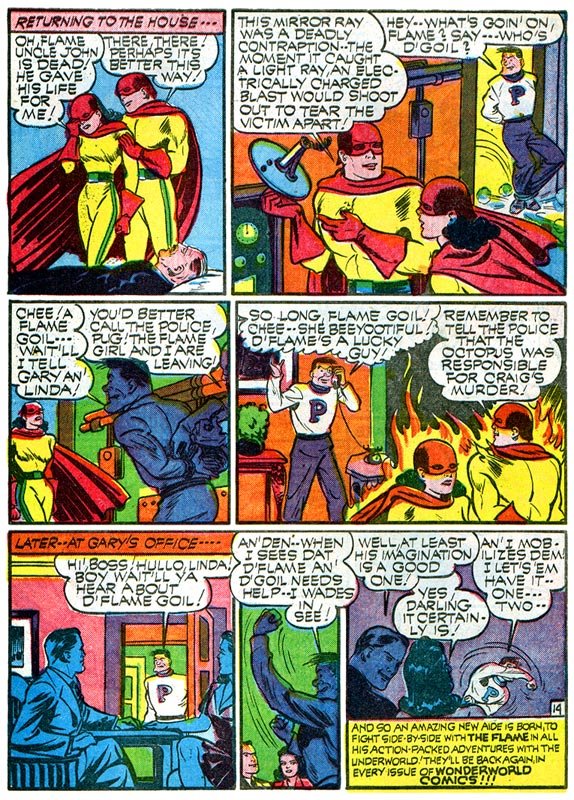 RETURNING TO THE HOUSE---
OH, FLAME
UNCLE JOHN
IS DEAD!
HE GAVE
HIS LIFE
FOR
ME!
THERE, THERE!
PERHAPS IT'S
BETTER THIS
WAY!
THIS MIRROR RAY
WAS A DEADLY
CONTRAPTION--THE
MOMENT IT CAUGHT
A LIGHT RAY, AN ELEC-
TRICALLY CHARGED
BLAST WOULD SHOOT
OUT TO TEAR THE
VICTIM APART!
HEY--WHAT'S GOIN' ON,
FLAME? SAY---WHO'S
D'GOIL?
P
CHEE! A
FLAME
GOIL---
WAIT'LL
I TELL
GARY AN'
LINDA!
YOU'D BETTER
CALL THE POLICE,
PUG! THE FLAME
GIRL AND I ARE
LEAVING!
SO LONG, FLAME GOIL!
CHEE--SHE BEEYOOTIFUL!
D'FLAME'S A
LUCKY
GUY!
P
REMEMBER TO
TELL THE POLICE
THAT THE
OCTOPUS WAS
RESPONSIBLE
FOR CRAIG'S
MURDER!
LATER--AT GARY'S OFFICE----
HI, BOSS! HULLO, LINDA!
BOY WAIT'LL YA
HEAR ABOUT
D'FLAME GOIL!
P
AN'DEN--WHEN
I SEES DAT
D'FLAME AN'
D'GOIL NEEDS
HELP--I WADES
IN
SEE!
WELL, AT LEAST
HIS IMAGINATION
IS A GOOD
ONE!
YES,
DARLING
IT CERTAIN-
LY IS!
AN' I MOB-
ILIZES DEM!
I LET'S 'EM
HAVE IT--
ONE---
TWO--
P
14
AND SO AN AMAZING NEW AIDE IS BORN, TO
FIGHT SIDE-BY-SIDE WITH THE FLAME IN ALL
HIS ACTION-PACKED ADVENTURES WITH THE
UNDERWORLD! THEY'LL BE BACK AGAIN, IN
EVERY ISSUE OF WONDERWORLD
COMICS!!!